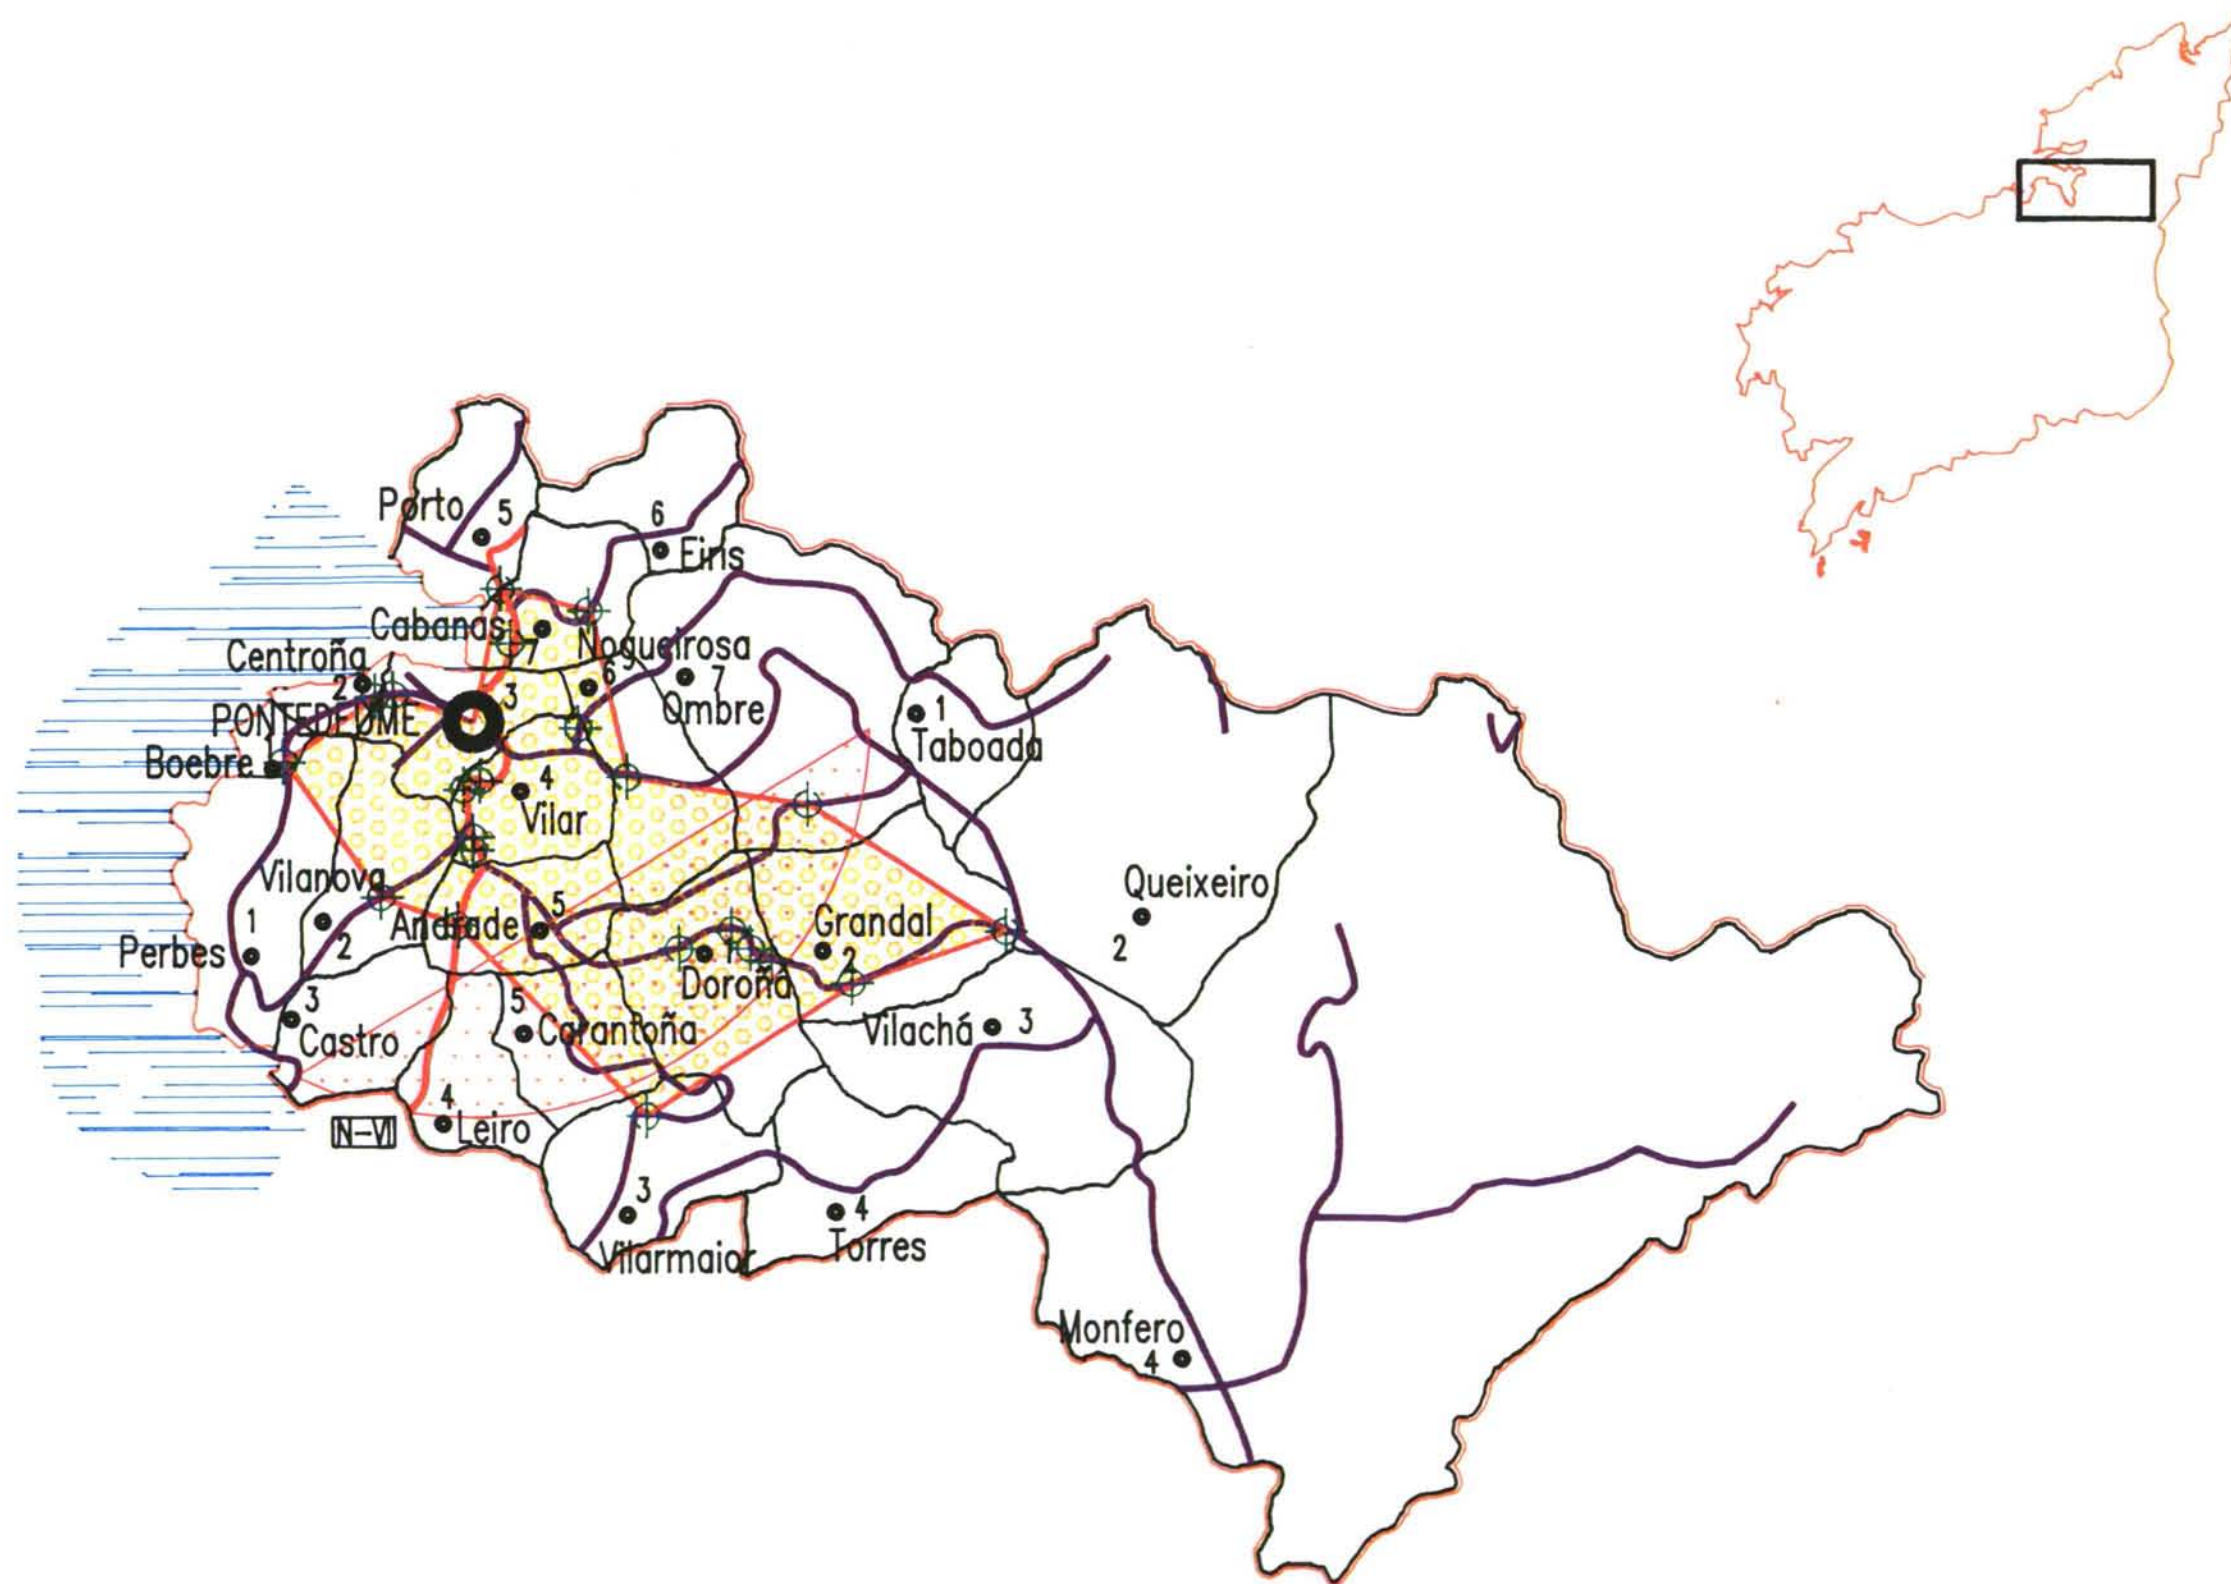 Porto
5
6
Eiris
Cabanas
7
Nogueirosa
Centroña
2
6
7
3
Ombre
1
PONTEDEUME
Taboada
Boebre
4
Vilar
Vilanova
Queixeiro
1
2
Andrade
5
Grandal
2
2
Perbes
1
Doroña
3
Castro
5
Carantoña
Vilachá
3
4
Leiro
N-VI
3
4
Vilarmaior
Torres
Monfero
4